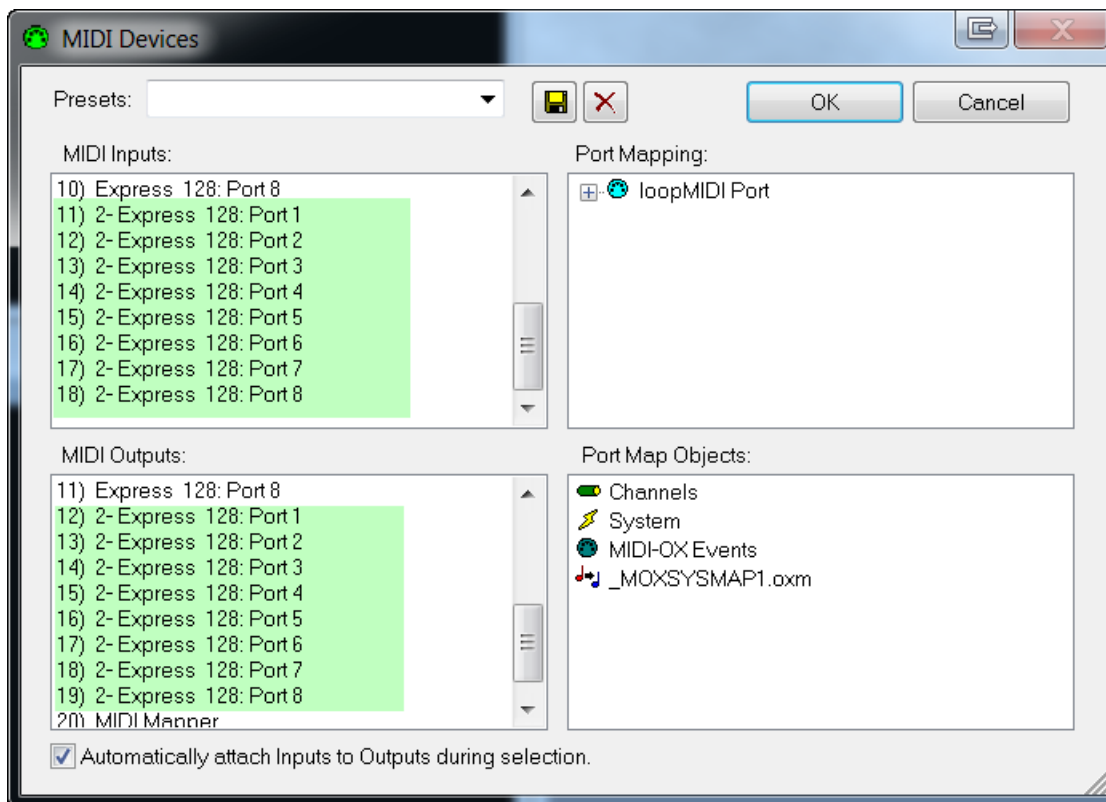 MIDI Devices
Presets:
OK
Cancel
MIDI Inputs:
10) Express 128: Port 8
11) 2- Express 128: Port 1
12) 2- Express 128: Port 2
13) 2- Express 128: Port 3
14) 2- Express 128: Port 4
15) 2- Express 128: Port 5
16) 2- Express 128: Port 6
17) 2- Express 128: Port 7
18) 2- Express 128: Port 8
Port Mapping:
loopMIDI Port
MIDI Outputs:
11) Express 128: Port 8
12) 2- Express 128: Port 1
13) 2- Express 128: Port 2
14) 2- Express 128: Port 3
15) 2- Express 128: Port 4
16) 2- Express 128: Port 5
17) 2- Express 128: Port 6
18) 2- Express 128: Port 7
19) 2- Express 128: Port 8
20) MIDI Mapper
Port Map Objects:
Channels
System
MIDI-OX Events
_MOXSYSMAP1.oxm
Automatically attach Inputs to Outputs during selection.